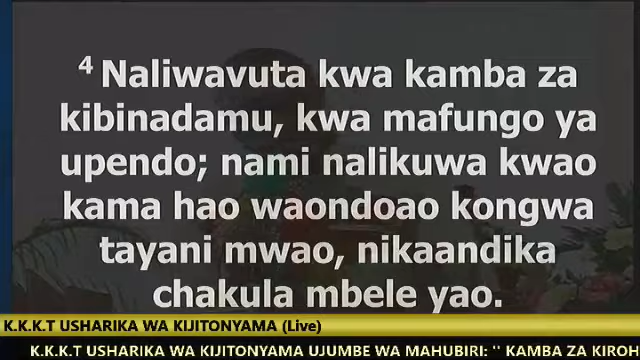 4 Naliwavuta kwa kamba za
kibinadamu, kwa mafungo ya
upendo; nami nalikuwa kwao
kama hao waondoao kongwa
tayani mwao, nikaandika
chakula mbele yao.
K.K.K.T USHARIKA WA KIJITONYAMA (Live)
K.K.K.T USHARIKA WA KIJITONYAMA UJUMBE WA MAHUBIRI: '' KAMBA ZA KIROH